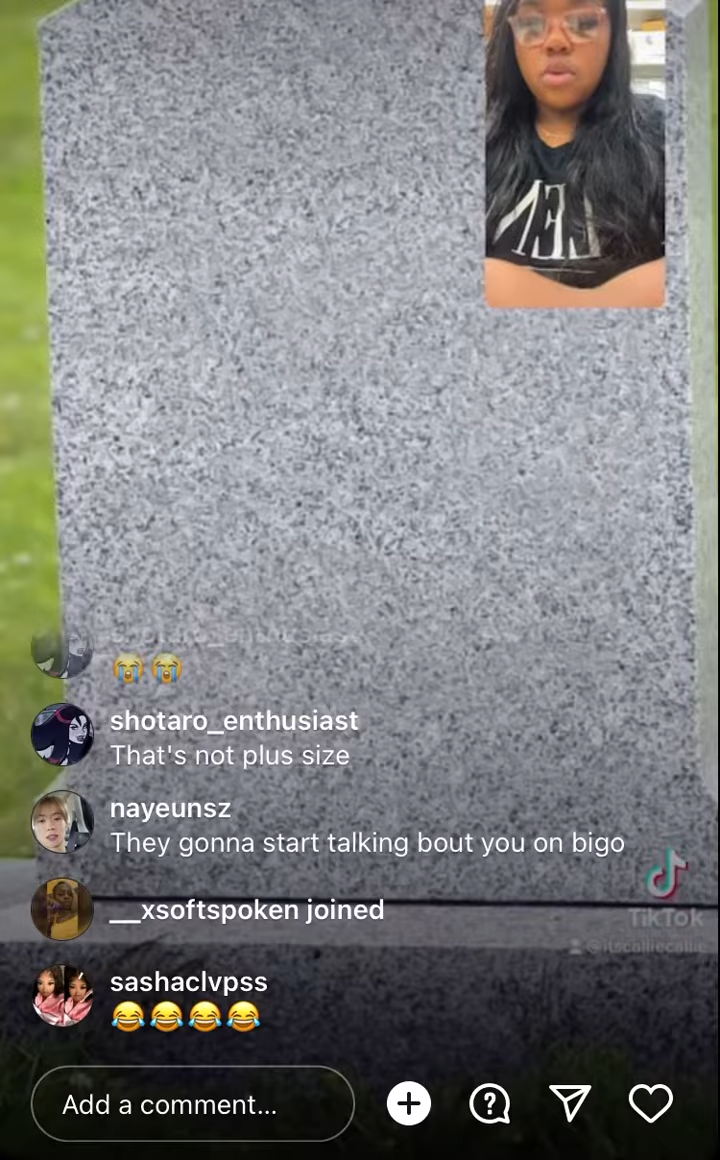 😭😭
shotaro_enthusiast
That's not plus size
nayeunsz
They gonna start talking bout you on bigo
__xsoftspoken joined
TikTok
@itscalliecallie
sashaclvpss
😂😂😂😂
Add a comment...